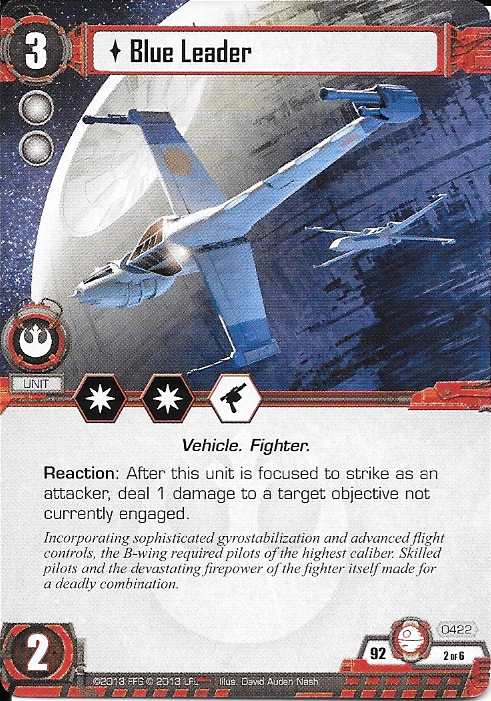 3
Blue Leader
UNIT
Vehicle. Fighter.
Reaction: After this unit is focused to strike as an
attacker, deal 1 damage to a target objective not
currently engaged.
Incorporating sophisticated gyrostabilization and advanced flight
controls, the B-wing required pilots of the highest caliber. Skilled
pilots and the devastating firepower of the fighter itself made for
a deadly combination.
0422
2
92
2 OF 6
©2013 FFG © 2013 LFL Illus. David Auden Nash